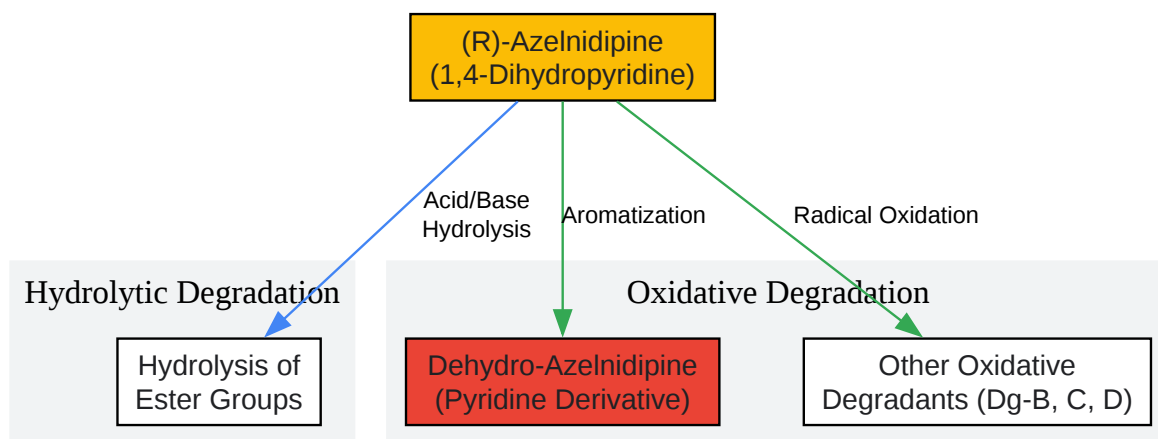 (R)-Azelnidipine
(1,4-Dihydropyridine)
Acid/Base
Hydrolysis
Aromatization
Radical Oxidation
Hydrolytic Degradation
Oxidative Degradation
Hydrolysis of
Ester Groups
Dehydro-Azelnidipine
(Pyridine Derivative)
Other Oxidative
Degradants (Dg-B, C, D)